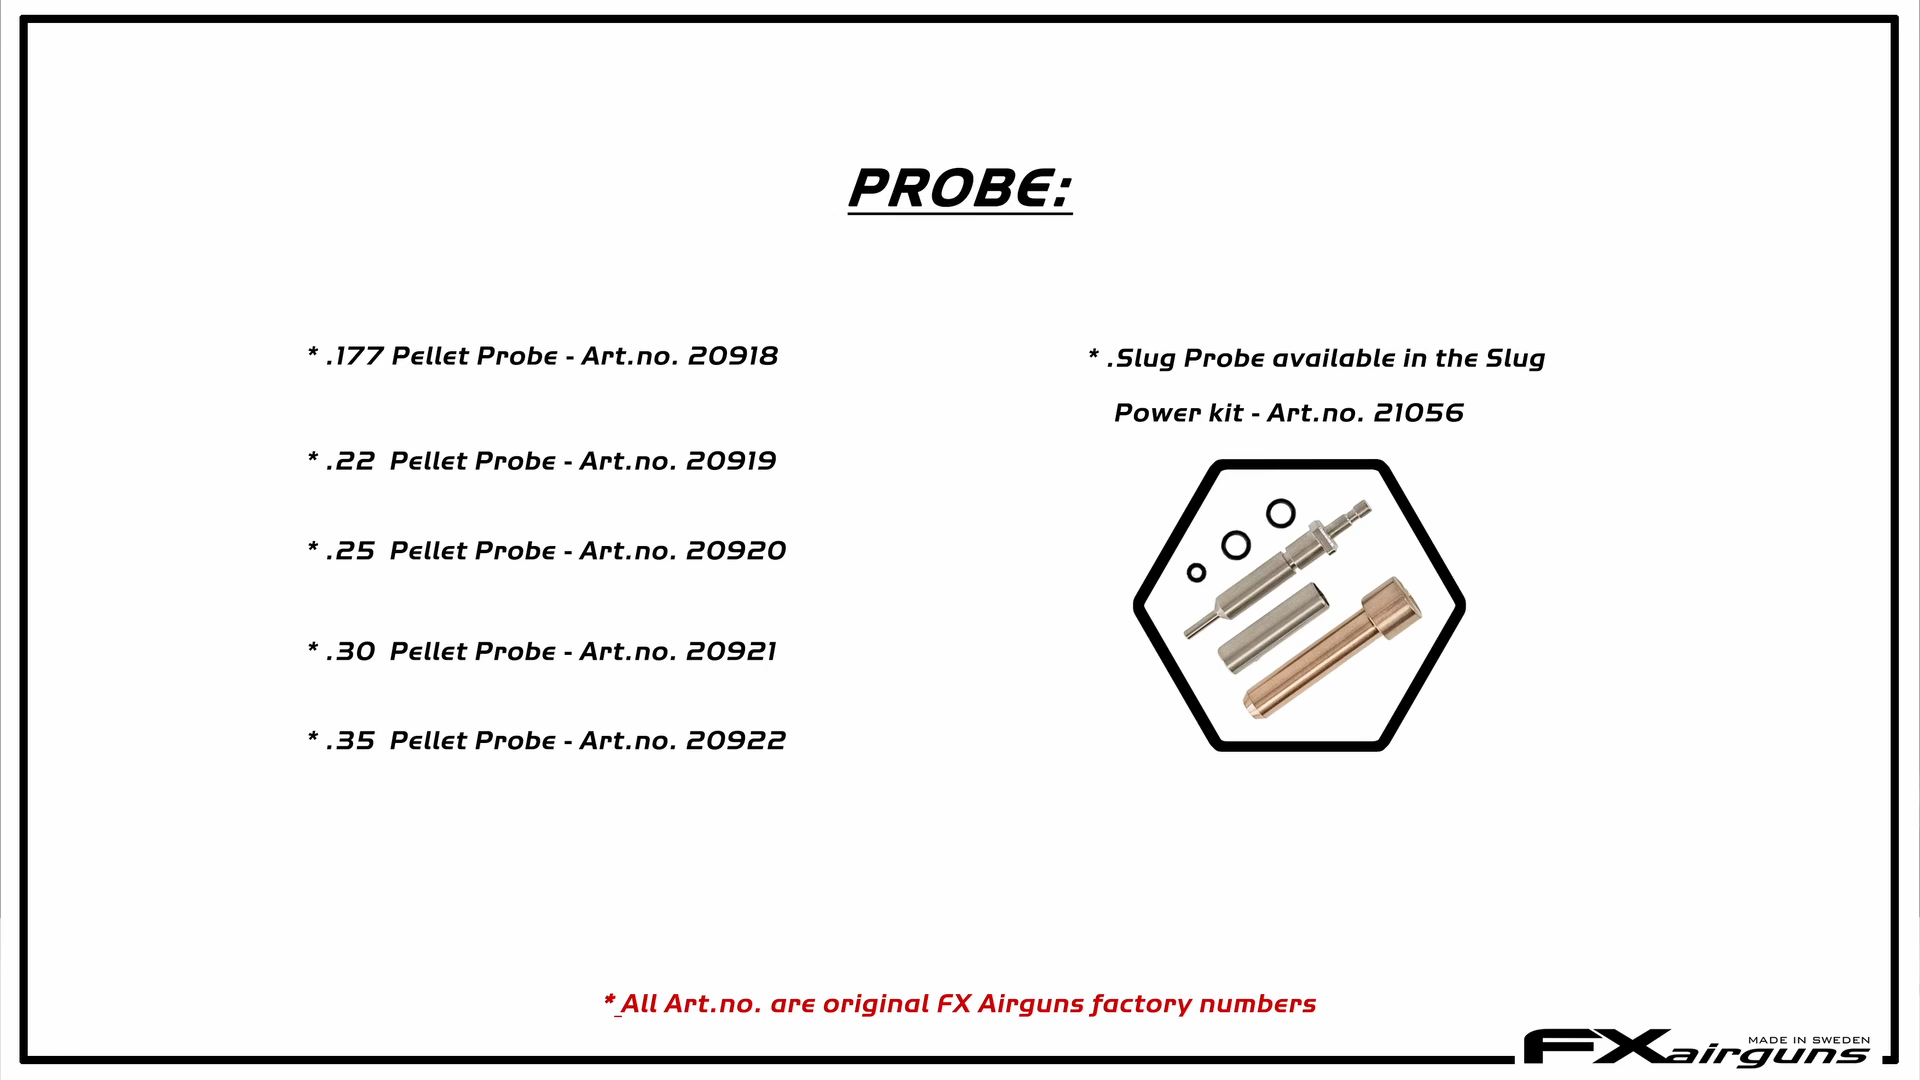 PROBE:
* .177 Pellet Probe - Art.no. 20918
* .22 Pellet Probe - Art.no. 20919
* .25 Pellet Probe - Art.no. 20920
* .30 Pellet Probe - Art.no. 20921
* .35 Pellet Probe - Art.no. 20922
* .Slug Probe available in the Slug
Power kit - Art.no. 21056
* All Art.no. are original FX Airguns factory numbers
MADE IN SWEDEN
FX airguns